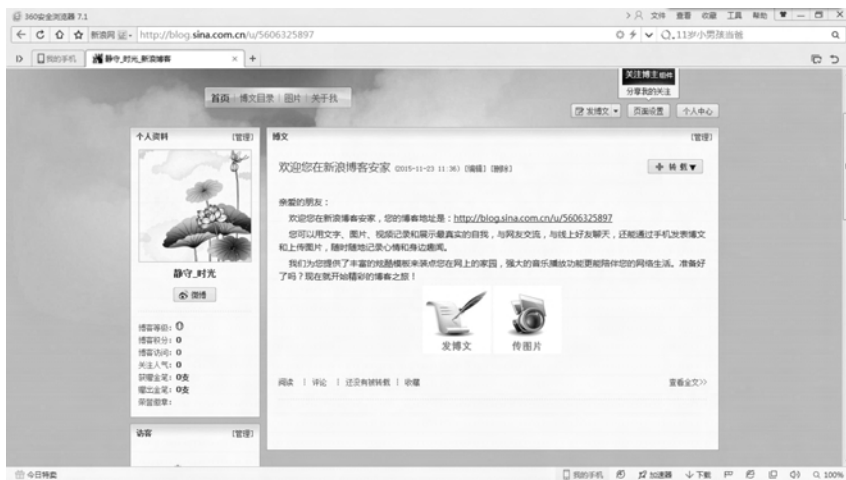 360安全浏览器 7.1
文件 查看 收藏 工具 帮助
新浪网 证 http://blog.sina.com.cn/u/5606325897
11岁小男孩当爸
我的手机
静守_时光_新浪博客
首页 博文目录 图片 关于我
关注博主组件
分享我的关注
发博文 页面设置 个人中心
个人资料 [管理]
静守_时光
微博
博客等级: 0
博客积分: 0
博客访问: 0
关注人气: 0
获赠金笔: 0支
赠出金笔: 0支
荣誉徽章:
访客 [管理]
博文 [管理]
欢迎您在新浪博客安家 (2015-11-23 11:36) [编辑] [删除]
转载
亲爱的朋友：
欢迎您在新浪博客安家，您的博客地址是：http://blog.sina.com.cn/u/5606325897
您可以用文字、图片、视频记录和展示最真实的自我，与网友交流，与线上好友聊天，还能通过手机发表博文
和上传图片，随时随地记录心情和身边趣闻。
我们为您提供了丰富的炫酷模板来装点您在网上的家园，强大的音乐播放功能更能陪伴您的网络生活。准备好
了吗？现在就开始精彩的博客之旅！
发博文 传图片
阅读 | 评论 | 还没有被转载 | 收藏
查看全文>>
今日特卖
我的手机 加速器 下载 100%